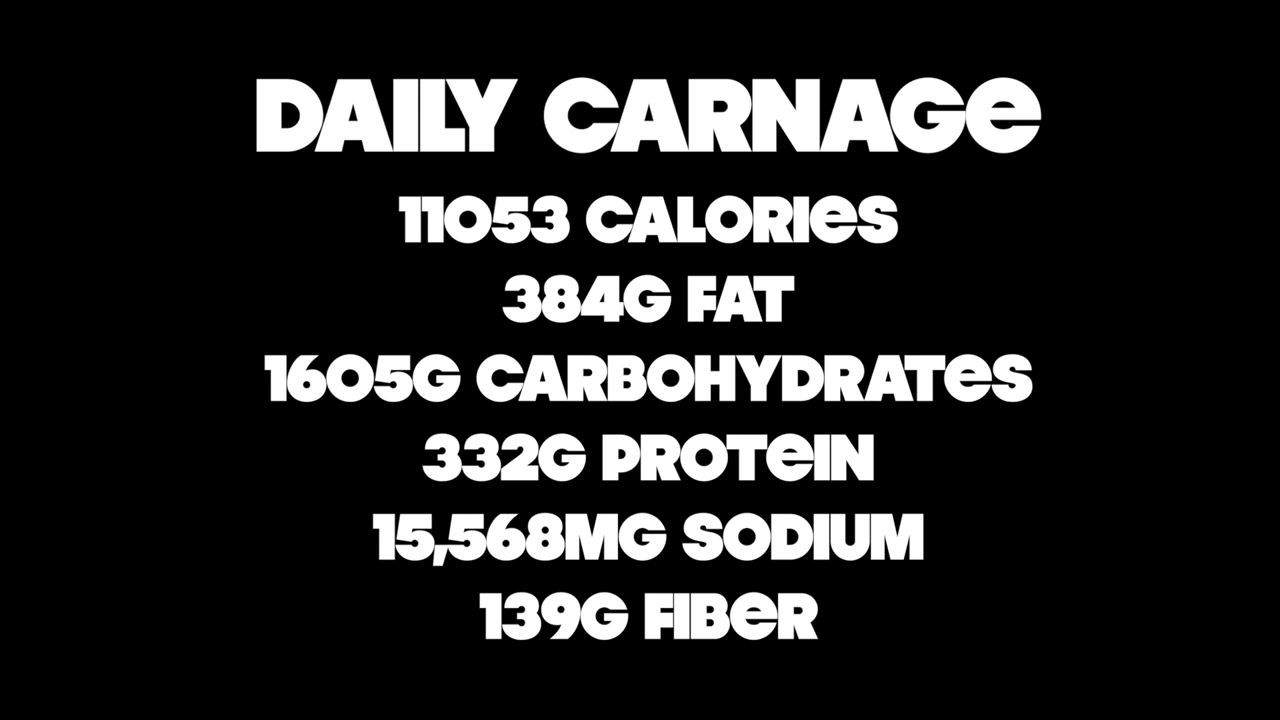 DAILY CARNAGE
11053 CALORIES
384G FAT
1605G CARBOHYDRATES
332G PROTEIN
15,568MG SODIUM
139G FIBER